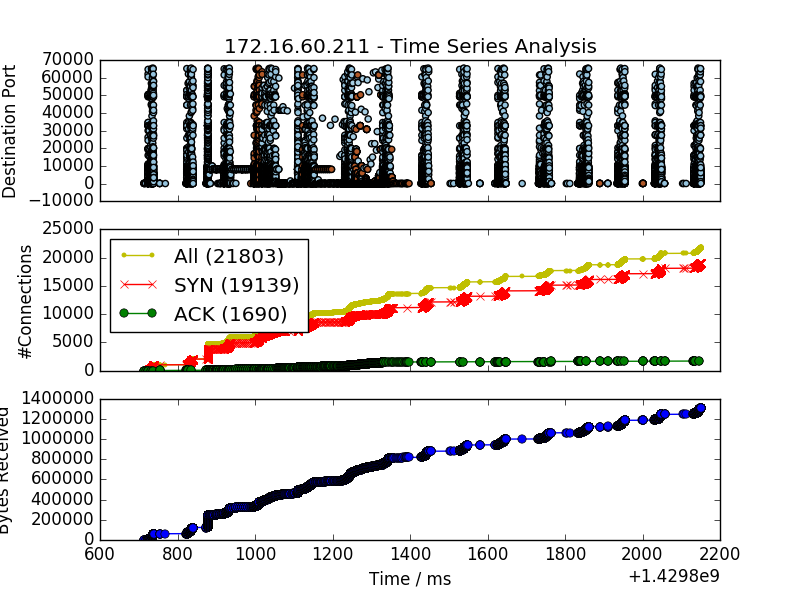 172.16.60.211 - Time Series Analysis
Destination Port
70000
60000
50000
40000
30000
20000
10000
0
−10000
#Connections
25000
20000
15000
10000
5000
0
All (21803)
SYN (19139)
ACK (1690)
Bytes Received
1400000
1200000
1000000
800000
600000
400000
200000
0
600 800 1000 1200 1400 1600 1800 2000 2200
Time / ms
+1.4298e9